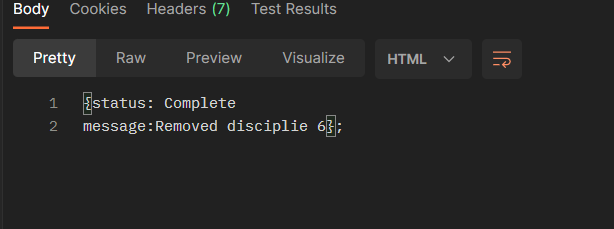 Body Cookies Headers (7) Test Results
Pretty Raw Preview Visualize HTML
1 {status: Complete
2 message:Removed disciplie 6};